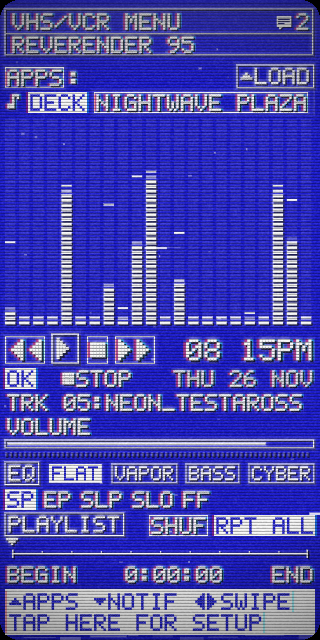 VHS/VCR MENU 2
REVERENDER 95
APPS: LOAD
DECK NIGHTWAVE PLAZA
08 15PM
OK STOP THU 26 NOV
TRK 05:NEON_TESTAROSS
VOLUME
EQ FLAT VAPOR BASS CYBER
SP EP SLP SLO FF
PLAYLIST SHUF RPT ALL
BEGIN 0:00:00 END
APPS NOTIF SWIPE
TAP HERE FOR SETUP